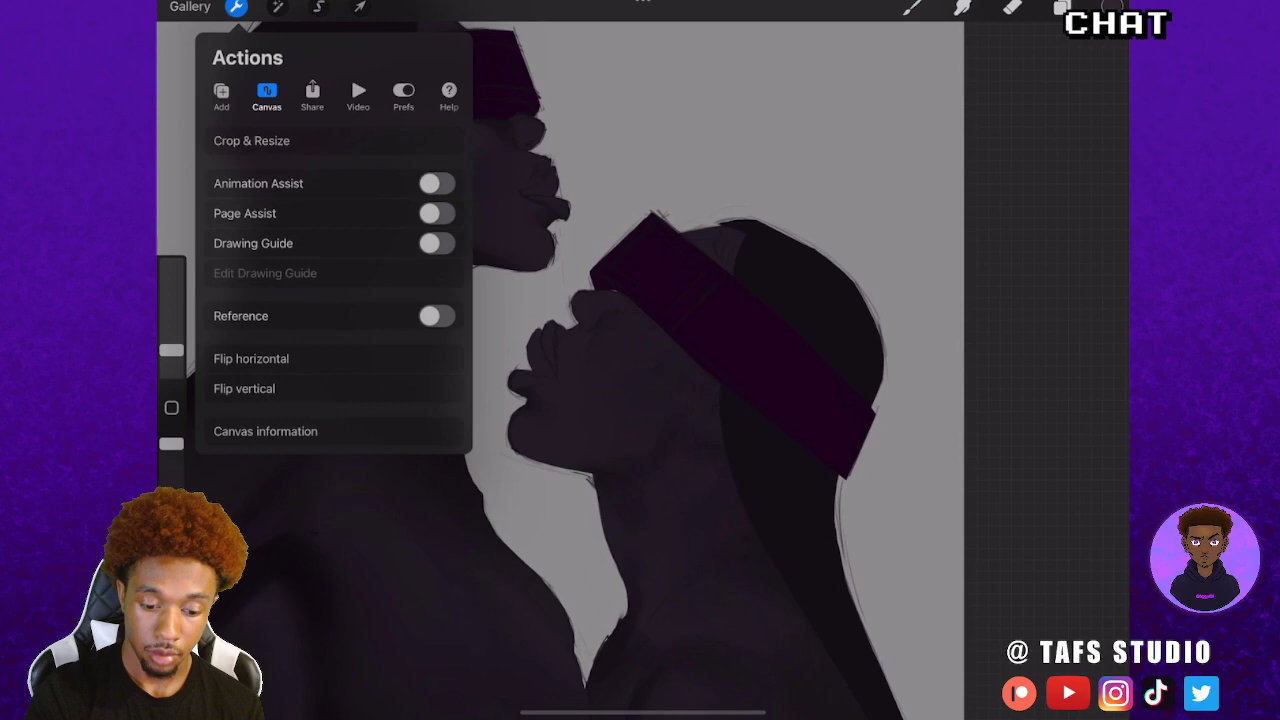 Gallery
CHAT
Actions
Add Canvas Share Video Prefs Help
Crop & Resize
Animation Assist
Page Assist
Drawing Guide
Edit Drawing Guide
Reference
Flip horizontal
Flip vertical
Canvas information
@ TAFS STUDIO